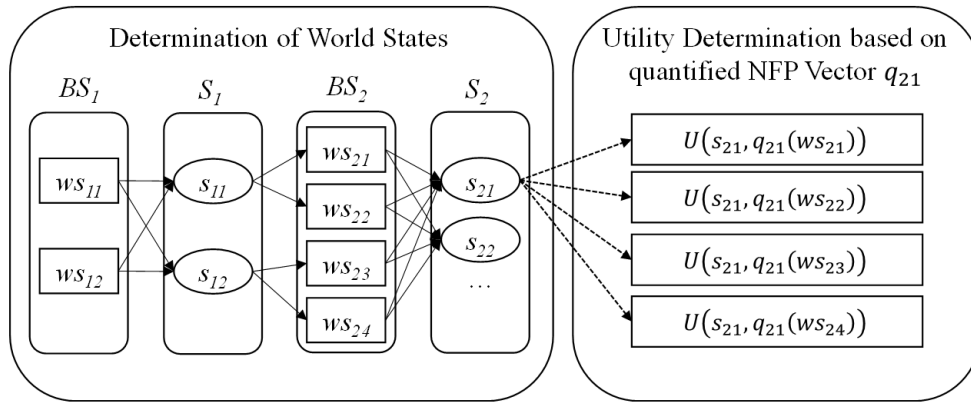 Determination of World States
BS₁
S₁
BS₂
S₂
ws₁₁
ws₁₂
s₁₁
s₁₂
ws₂₁
ws₂₂
ws₂₃
ws₂₄
s₂₁
s₂₂
...
Utility Determination based on
quantified NFP Vector q₂₁
U(s₂₁, q₂₁(ws₂₁))
U(s₂₁, q₂₁(ws₂₂))
U(s₂₁, q₂₁(ws₂₃))
U(s₂₁, q₂₁(ws₂₄))